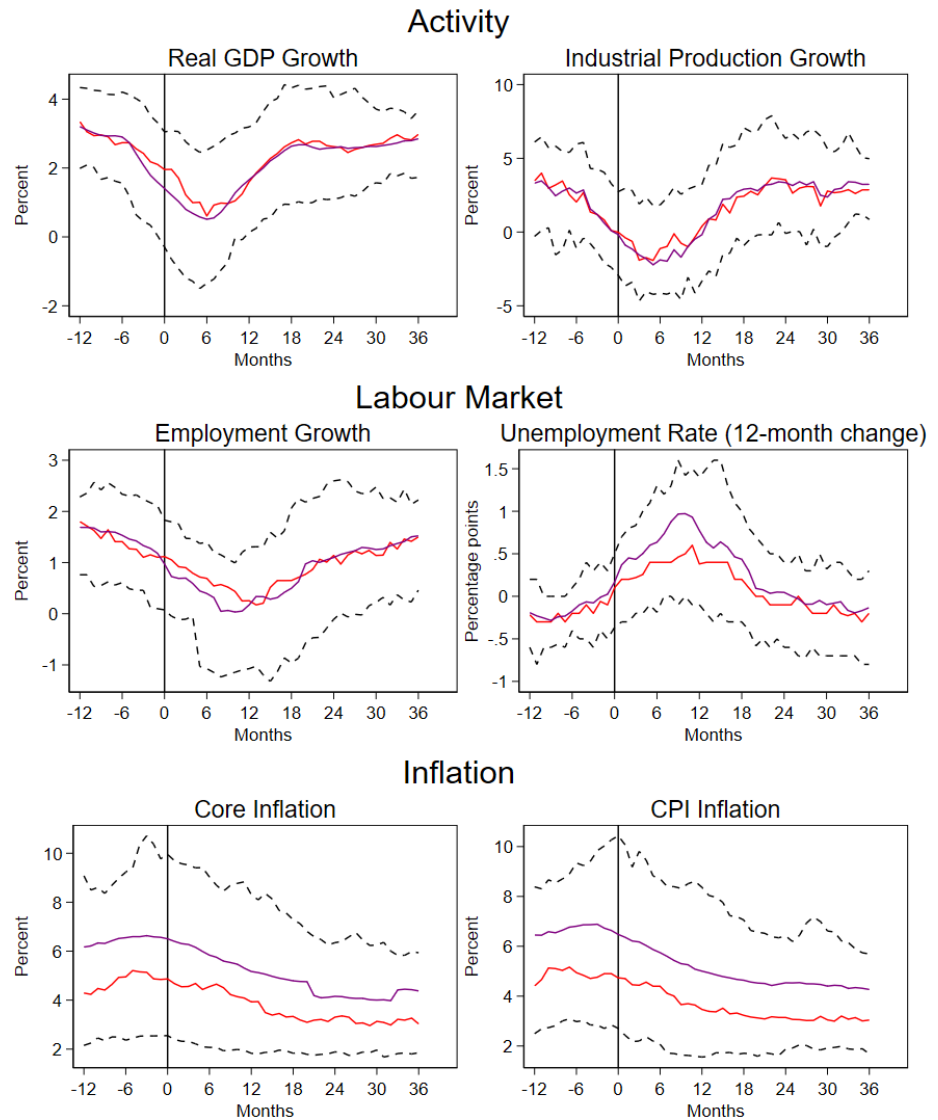 Activity
Real GDP Growth
Percent
4
2
0
-2
-12 -6 0 6 12 18 24 30 36
Months
Industrial Production Growth
Percent
10
5
0
-5
-12 -6 0 6 12 18 24 30 36
Months
Labour Market
Employment Growth
Percent
3
2
1
0
-1
-12 -6 0 6 12 18 24 30 36
Months
Unemployment Rate (12-month change)
Percentage points
1.5
1
.5
0
-.5
-1
-12 -6 0 6 12 18 24 30 36
Months
Inflation
Core Inflation
Percent
10
8
6
4
2
-12 -6 0 6 12 18 24 30 36
Months
CPI Inflation
Percent
10
8
6
4
2
-12 -6 0 6 12 18 24 30 36
Months